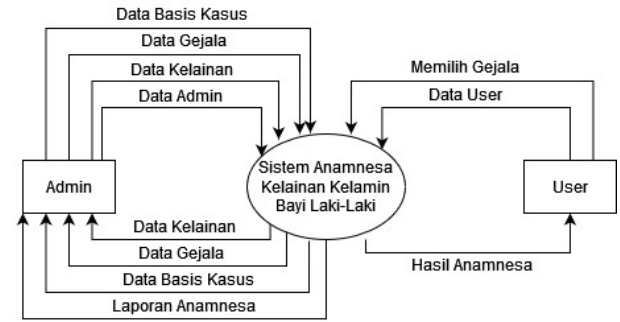 Data Basis Kasus
Data Gejala
Data Kelainan
Data Admin
Memilih Gejala
Data User
Admin
Sistem Anamnesa
Kelainan Kelamin
Bayi Laki-Laki
User
Data Kelainan
Data Gejala
Data Basis Kasus
Laporan Anamnesa
Hasil Anamnesa